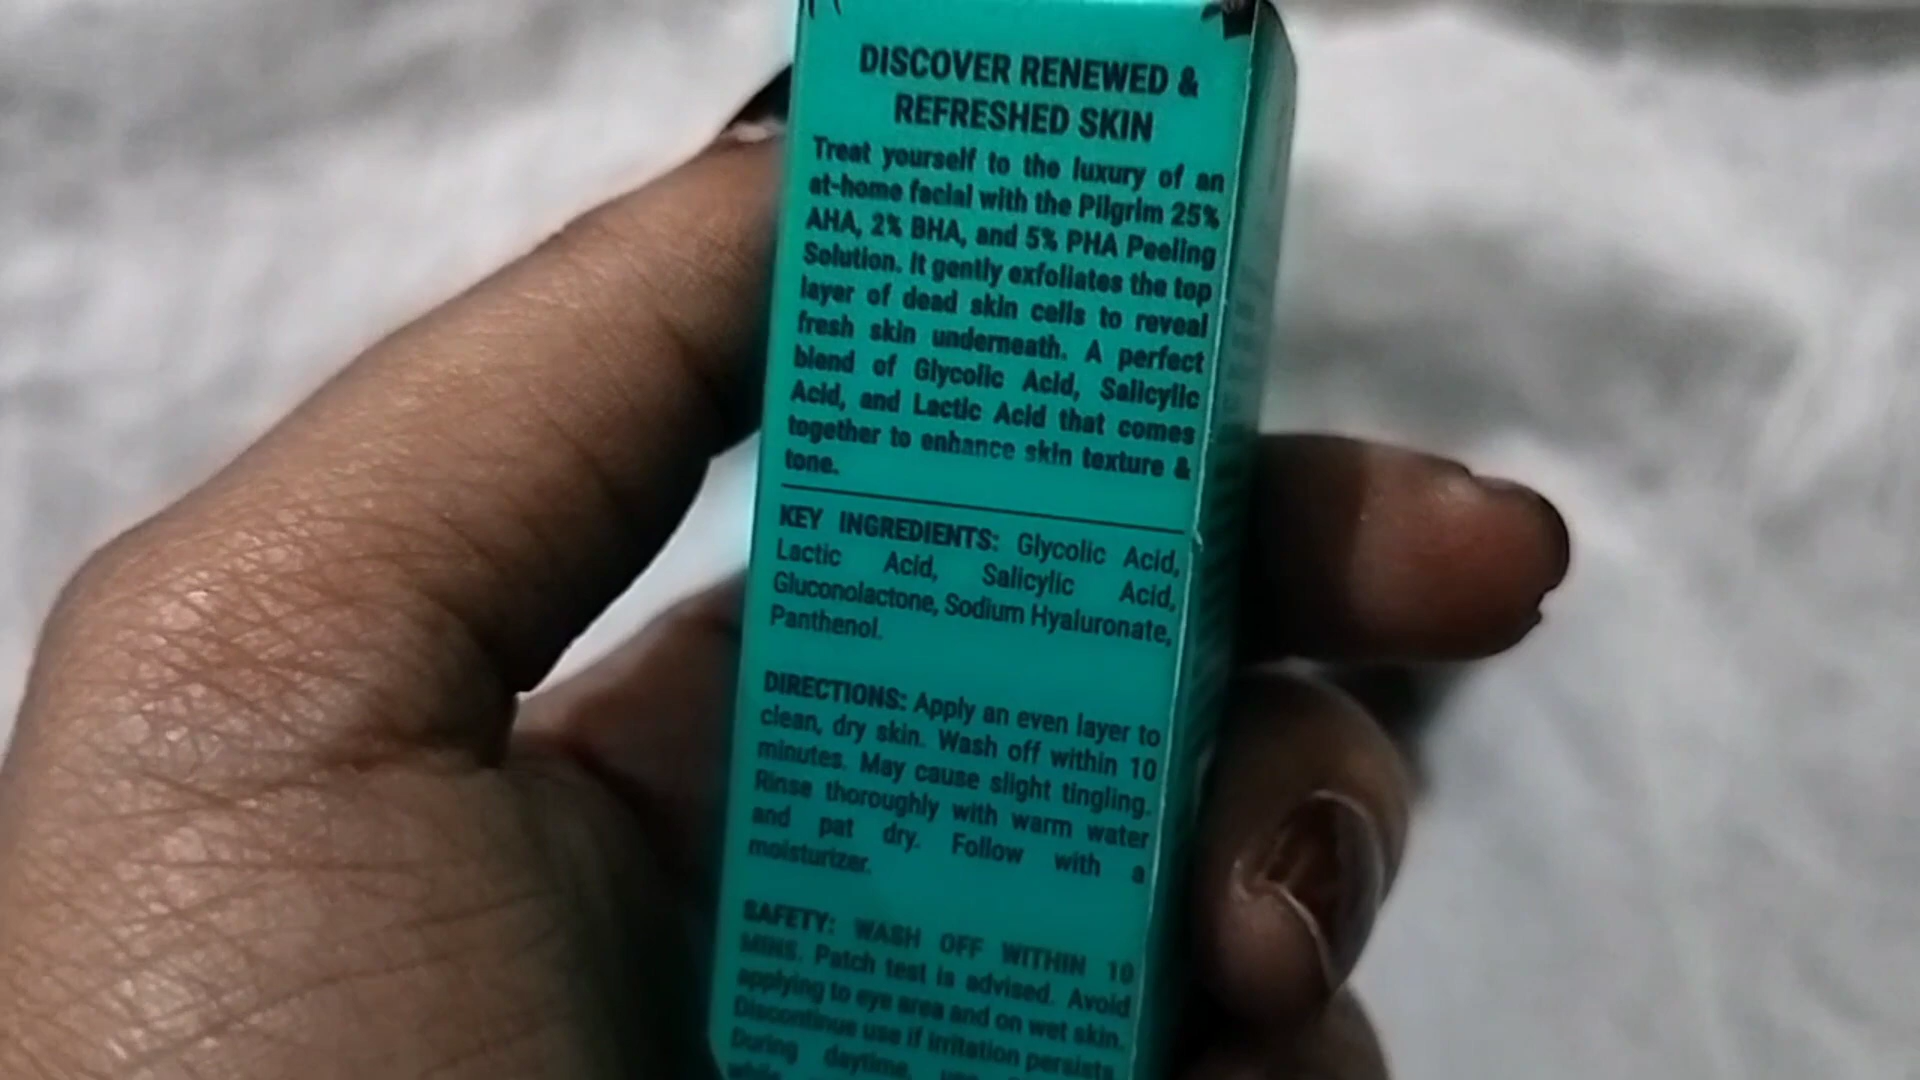 DISCOVER RENEWED &
REFRESHED SKIN
Treat yourself to the luxury of an
at-home facial with the Pilgrim 25%
AHA, 2% BHA, and 5% PHA Peeling
Solution. It gently exfoliates the top
layer of dead skin cells to reveal
fresh skin underneath. A perfect
blend of Glycolic Acid, Salicylic
Acid, and Lactic Acid that comes
together to enhance skin texture &
tone.
KEY INGREDIENTS: Glycolic Acid,
Lactic Acid, Salicylic Acid,
Gluconolactone, Sodium Hyaluronate,
Panthenol.
DIRECTIONS: Apply an even layer to
clean, dry skin. Wash off within 10
minutes. May cause slight tingling.
Rinse thoroughly with warm water
and pat dry. Follow with a
moisturizer.
SAFETY: WASH OFF WITHIN 10
MINS. Patch test is advised. Avoid
applying to eye area and on wet skin.
Discontinue use if irritation persists.
During daytime,